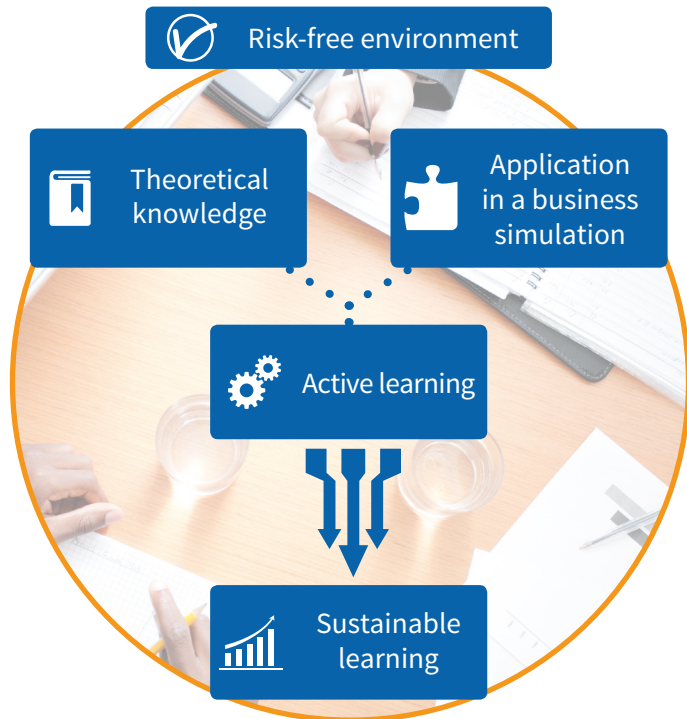 Risk-free environment
Theoretical
knowledge
Application
in a business
simulation
Active learning
Sustainable
learning